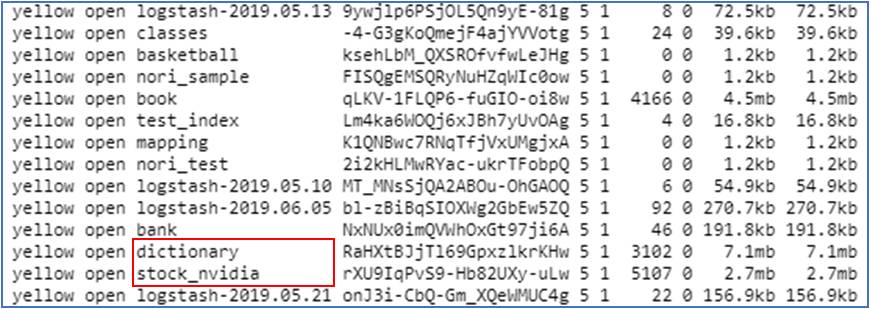 yellow open logstash-2019.05.13 9ywjlp6PSjOL5Qn9yE-81g 5 1 8 0 72.5kb 72.5kb
yellow open classes -4-G3gKoQmejF4ajYVVotg 5 1 24 0 39.6kb 39.6kb
yellow open basketball ksehLbM_QXSROfvfwLeJHg 5 1 0 0 1.2kb 1.2kb
yellow open nori_sample FISQgEMSQRyNuHZqWIc0ow 5 1 0 0 1.2kb 1.2kb
yellow open book qLKV-1FLQP6-fuGIO-oi8w 5 1 4166 0 4.5mb 4.5mb
yellow open test_index Lm4ka6WOQj6xJBh7yUvOAg 5 1 4 0 16.8kb 16.8kb
yellow open mapping K1QNBwc7RNqTfjVxUMgjxA 5 1 0 0 1.2kb 1.2kb
yellow open nori_test 2i2kHLMwRYac-ukrTFobpQ 5 1 0 0 1.2kb 1.2kb
yellow open logstash-2019.05.10 MT_MNsSjQA2ABOu-OhGAOQ 5 1 6 0 54.9kb 54.9kb
yellow open logstash-2019.06.05 bl-zBiBqSIOXWg2GbEw5ZQ 5 1 92 0 270.7kb 270.7kb
yellow open bank NxNUx0imQVWhOxGt97ji6A 5 1 46 0 191.8kb 191.8kb
yellow open dictionary RaHXtBJjTl69GpxzlkrKHw 5 1 3102 0 7.1mb 7.1mb
yellow open stock_nvidia rXU9IqPvS9-Hb82UXy-uLw 5 1 5107 0 2.7mb 2.7mb
yellow open logstash-2019.05.21 onJ3i-CbQ-Gm_XQeWMUC4g 5 1 22 0 156.9kb 156.9kb